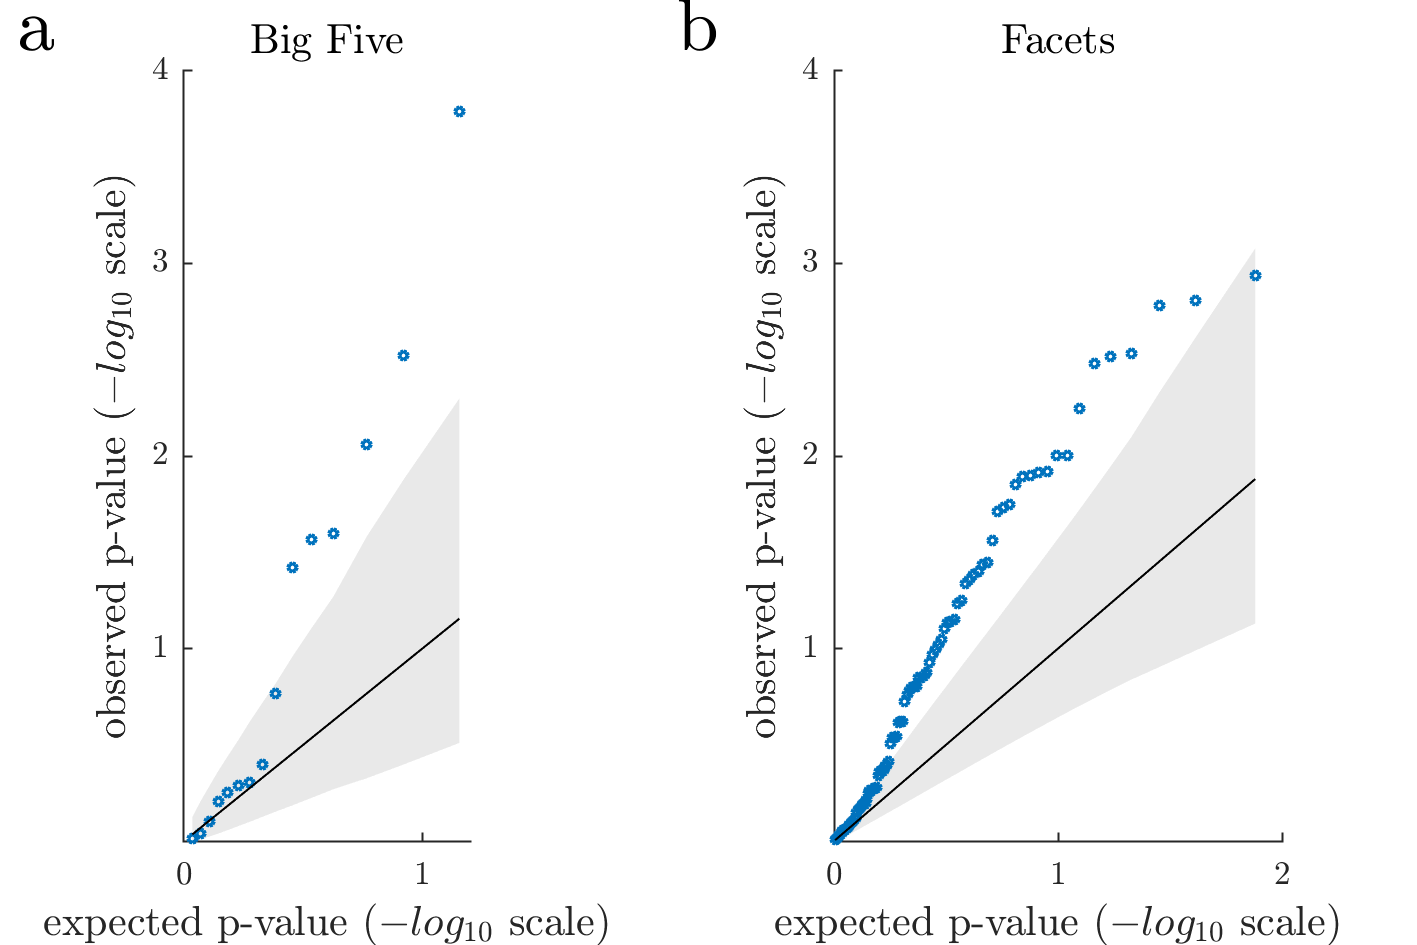 a
Big Five
4
3
2
1
0
1
observed p-value (−log10 scale)
expected p-value (−log10 scale)
b
Facets
4
3
2
1
0
1
2
observed p-value (−log10 scale)
expected p-value (−log10 scale)